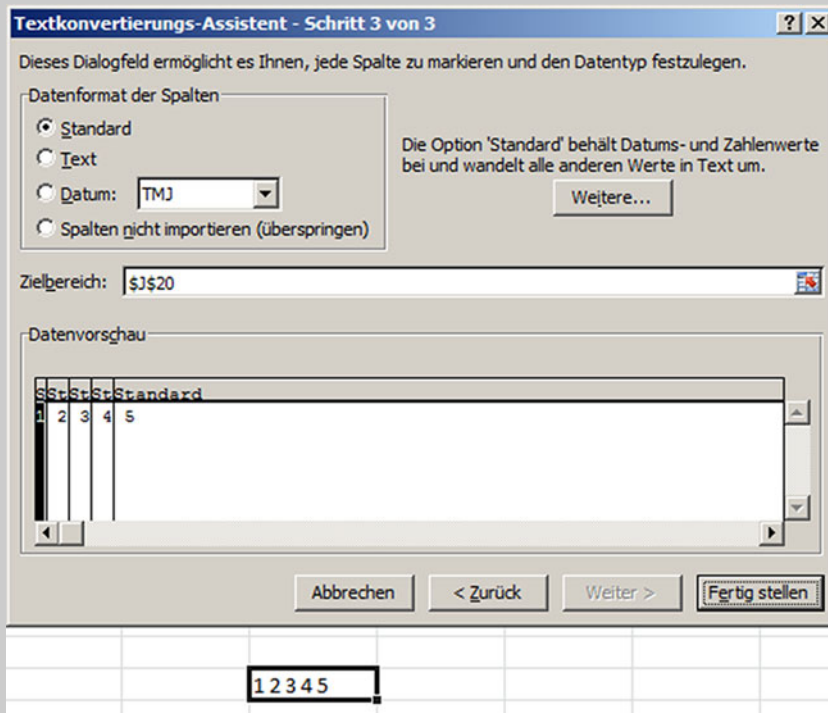 Textkonvertierungs-Assistent - Schritt 3 von 3
Dieses Dialogfeld ermöglicht es Ihnen, jede Spalte zu markieren und den Datentyp festzulegen.
Datenformat der Spalten
Standard
Text
Datum: TMJ
Spalten nicht importieren (überspringen)
Die Option 'Standard' behält Datums- und Zahlenwerte
bei und wandelt alle anderen Werte in Text um.
Weitere...
Zielbereich: $J$20
Datenvorschau
S St St St Standard
1 2 3 4 5
Abbrechen < Zurück Weiter > Fertig stellen
1 2 3 4 5